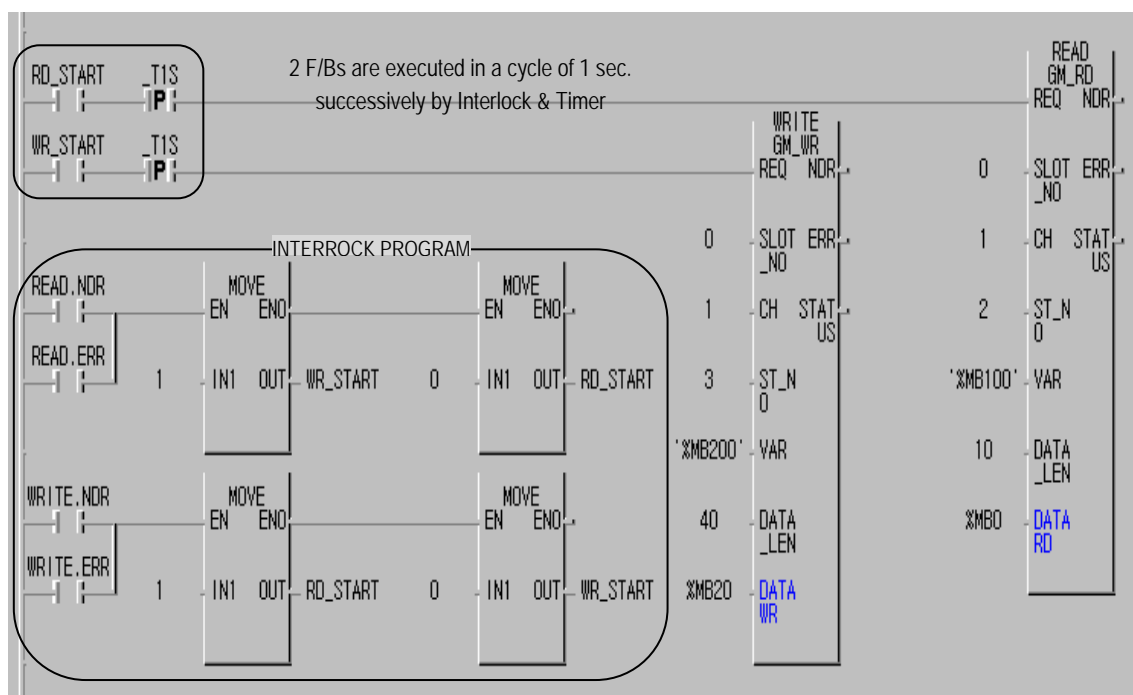 RD_START _T1S
P
2 F/Bs are executed in a cycle of 1 sec.
successively by Interlock & Timer
WR_START _T1S
P
READ
GM_RD
REQ NDR
0 SLOT ERR
_NO
1 CH STAT
US
2 ST_N
O
'%MB100' VAR
10 DATA
_LEN
%MB0 DATA
RD
WRITE
GM_WR
REQ NDR
0 SLOT ERR
_NO
1 CH STAT
US
3 ST_N
O
'%MB200' VAR
40 DATA
_LEN
%MB20 DATA
WR
INTERROCK PROGRAM
READ.NDR MOVE MOVE
EN ENO EN ENO
READ.ERR
1 IN1 OUT WR_START 0 IN1 OUT RD_START
WRITE.NDR MOVE MOVE
EN ENO EN ENO
WRITE.ERR
1 IN1 OUT RD_START 0 IN1 OUT WR_START